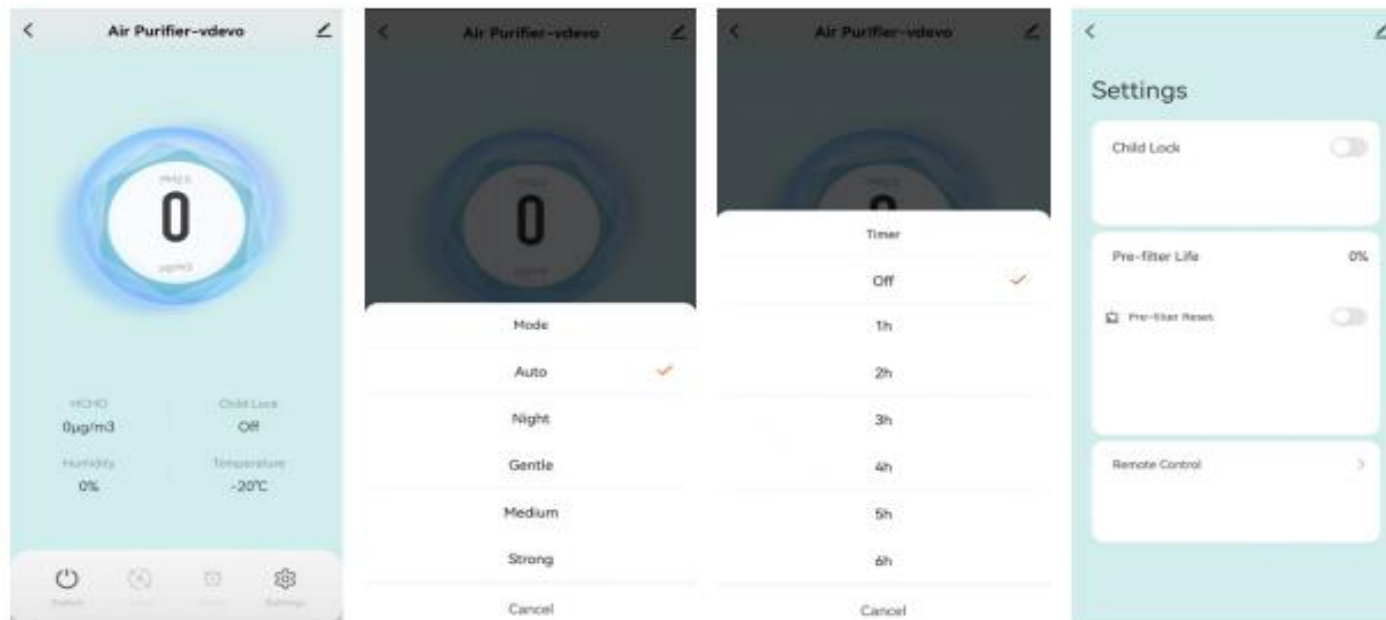 Air Purifier-vdevo
PM2.5
0
µg/m3
HCHO
0µg/m3
Child Lock
Off
Humidity
0%
Temperature
-20°C
Switch
Settings
Air Purifier-vdevo
0
Mode
Auto
Night
Gentle
Medium
Strong
Cancel
Air Purifier-vdevo
Timer
Off
1h
2h
3h
4h
5h
6h
Cancel
Settings
Child Lock
Pre-filter Life 0%
Pre-filter Reset
Remote Control